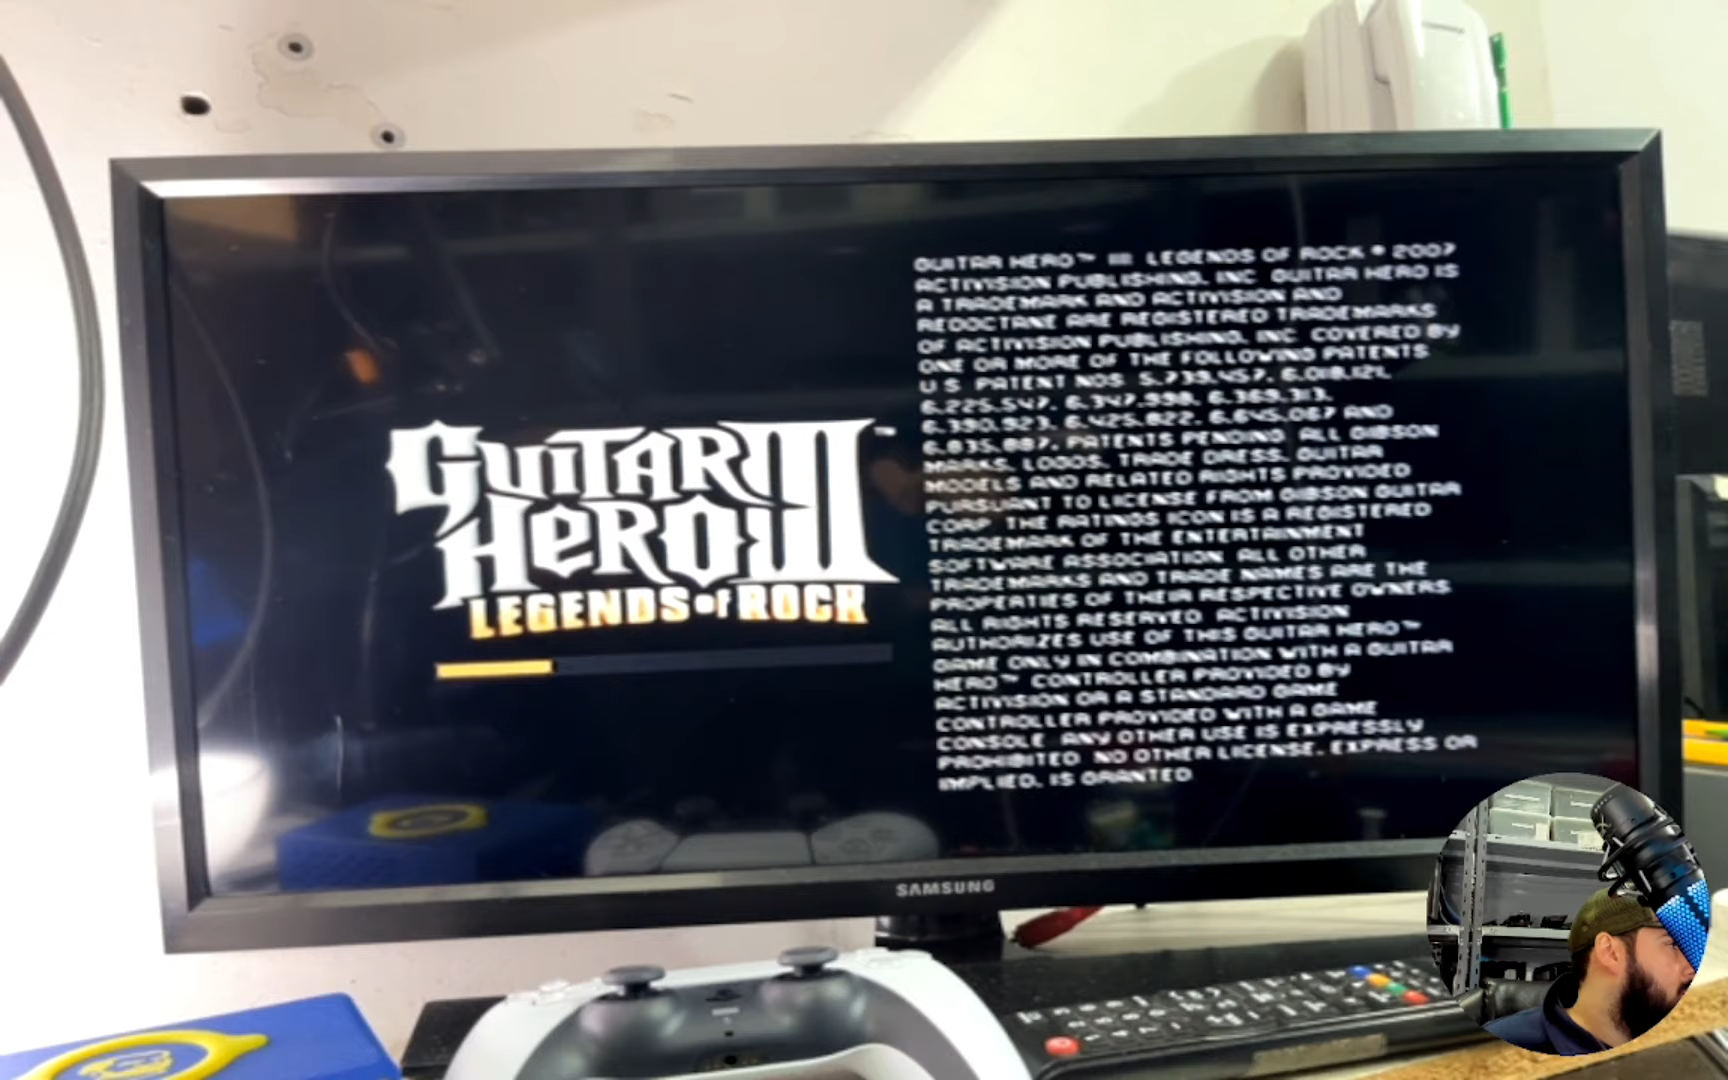 GUITAR
HERO III™
LEGENDS OF ROCK
GUITAR HERO™ III LEGENDS OF ROCK © 2007
ACTIVISION PUBLISHING, INC GUITAR HERO IS
A TRADEMARK AND ACTIVISION AND
REDOCTANE ARE REGISTERED TRADEMARKS
OF ACTIVISION PUBLISHING, INC COVERED BY
ONE OR MORE OF THE FOLLOWING PATENTS
U S PATENT NOS 5,739,457, 6,018,121,
6,225,547, 6,347,998, 6,369,313,
6,390,923, 6,425,822, 6,645,067 AND
6,835,887, PATENTS PENDING ALL GIBSON
MARKS, LOGOS, TRADE DRESS, GUITAR
MODELS AND RELATED RIGHTS PROVIDED
PURSUANT TO LICENSE FROM GIBSON GUITAR
CORP THE RATINGS ICON IS A REGISTERED
TRADEMARK OF THE ENTERTAINMENT
SOFTWARE ASSOCIATION ALL OTHER
TRADEMARKS AND TRADE NAMES ARE THE
PROPERTIES OF THEIR RESPECTIVE OWNERS
ALL RIGHTS RESERVED ACTIVISION
AUTHORIZES USE OF THIS GUITAR HERO™
GAME ONLY IN COMBINATION WITH A GUITAR
HERO™ CONTROLLER PROVIDED BY
ACTIVISION OR A STANDARD GAME
CONTROLLER PROVIDED WITH A GAME
CONSOLE ANY OTHER USE IS EXPRESSLY
PROHIBITED NO OTHER LICENSE, EXPRESS OR
IMPLIED, IS GRANTED
SAMSUNG